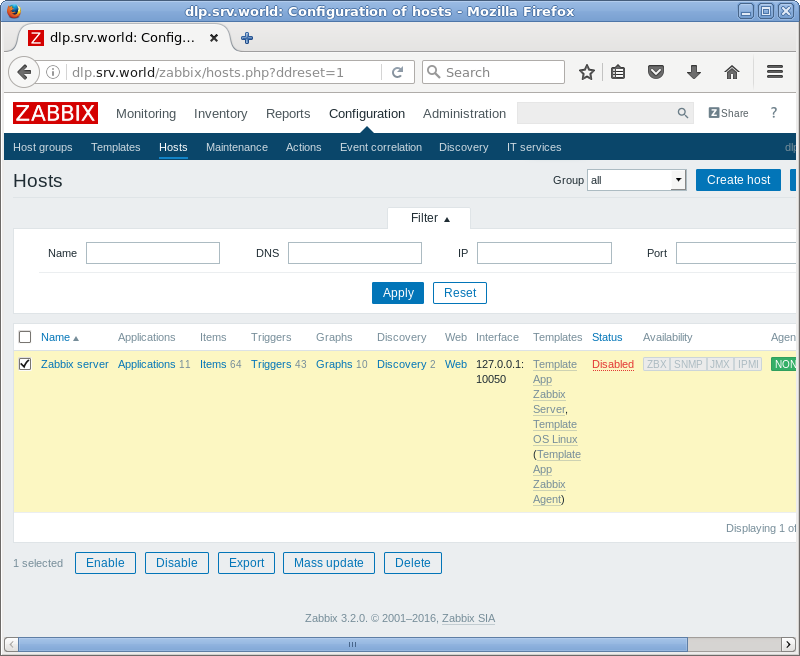 dlp.srv.world: Configuration of hosts - Mozilla Firefox
Z dlp.srv.world: Config...
dlp.srv.world/zabbix/hosts.php?ddreset=1 Search
ZABBIX Monitoring Inventory Reports Configuration Administration Z Share ?
Host groups Templates Hosts Maintenance Actions Event correlation Discovery IT services dlp
Hosts Group all Create host
Filter
Name DNS IP Port
Apply Reset
Name Applications Items Triggers Graphs Discovery Web Interface Templates Status Availability Agen
Zabbix server Applications 11 Items 64 Triggers 43 Graphs 10 Discovery 2 Web 127.0.0.1: Template Disabled ZBX SNMP JMX IPMI NON
10050 App
Zabbix
Server,
Template
OS Linux
(Template
App
Zabbix
Agent)
Displaying 1 of
1 selected Enable Disable Export Mass update Delete
Zabbix 3.2.0. © 2001–2016, Zabbix SIA